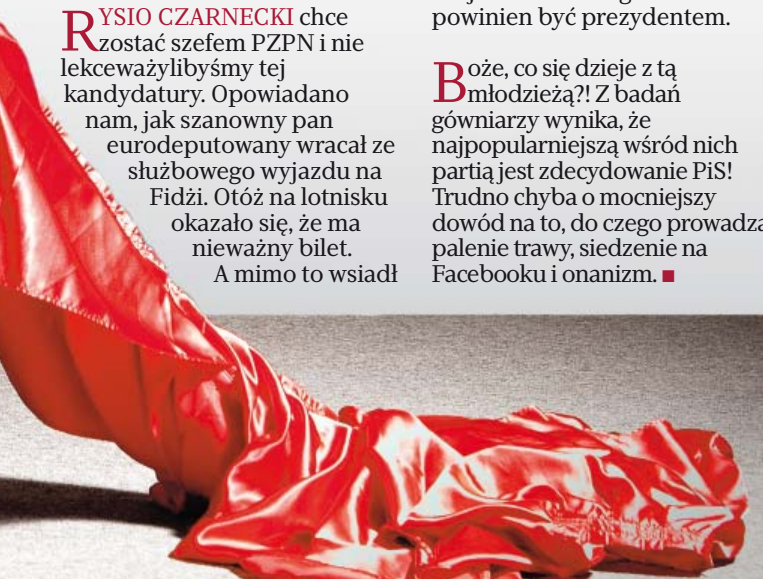 RYSIO CZARNECKI chce
zostać szefem PZPN i nie
lekceważylibyśmy tej
kandydatury. Opowiadano
nam, jak szanowny pan
eurodeputowany wracał ze
służbowego wyjazdu na
Fidżi. Otóż na lotnisku
okazało się, że ma
nieważny bilet.
A mimo to wsiadł
powinien być prezydentem.
Boże, co się dzieje z tą
młodzieżą?! Z badań
gówniarzy wynika, że
najpopularniejszą wśród nich
partią jest zdecydowanie PiS!
Trudno chyba o mocniejszy
dowód na to, do czego prowadzą
palenie trawy, siedzenie na
Facebooku i onanizm.